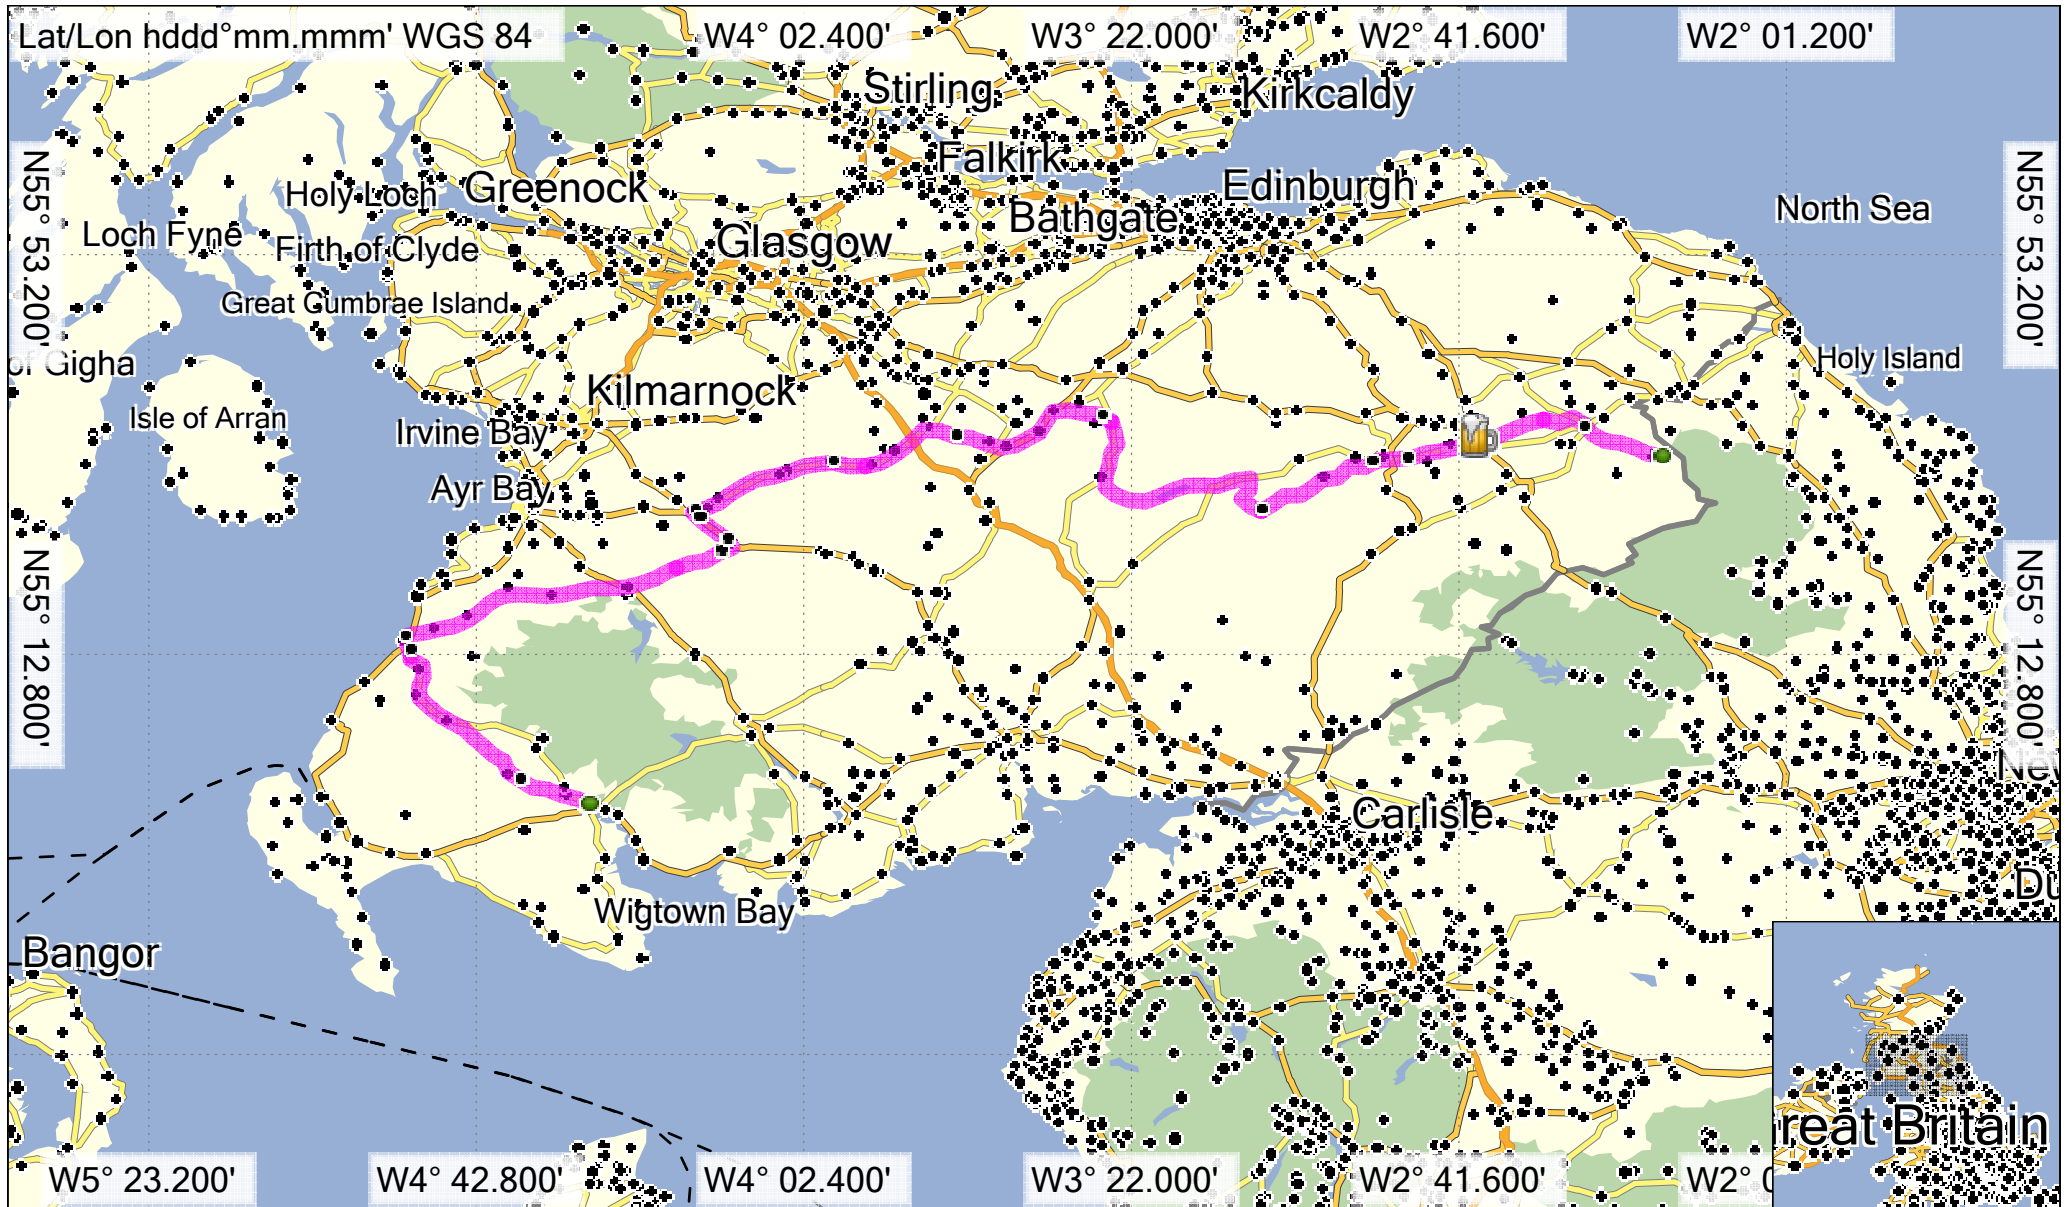 Lat/Lon hddd°mm.mmm' WGS 84
W4° 02.400'
W3° 22.000'
W2° 41.600'
W2° 01.200'
Stirling
Kirkcaldy
Falkirk
N55° 53.200'
N55° 53.200'
Holy Loch
Greenock
Edinburgh
North Sea
Bathgate
Loch Fyne
Firth of Clyde
Glasgow
Great Cumbrae Island
of Gigha
Holy Island
Kilmarnock
Isle of Arran
Irvine Bay
Ayr Bay
N55° 12.800'
N55° 12.800'
Carlisle
Wigtown Bay
Bangor
reat Britain
W5° 23.200'
W4° 42.800'
W4° 02.400'
W3° 22.000'
W2° 41.600'
W2° 0